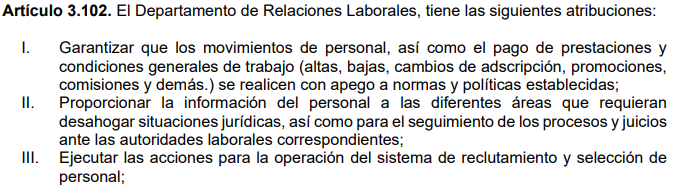 Artículo 3.102. El Departamento de Relaciones Laborales, tiene las siguientes atribuciones:
I. Garantizar que los movimientos de personal, así como el pago de prestaciones y
condiciones generales de trabajo (altas, bajas, cambios de adscripción, promociones,
comisiones y demás.) se realicen con apego a normas y políticas establecidas;
II. Proporcionar la información del personal a las diferentes áreas que requieran
desahogar situaciones jurídicas, así como para el seguimiento de los procesos y juicios
ante las autoridades laborales correspondientes;
III. Ejecutar las acciones para la operación del sistema de reclutamiento y selección de
personal;